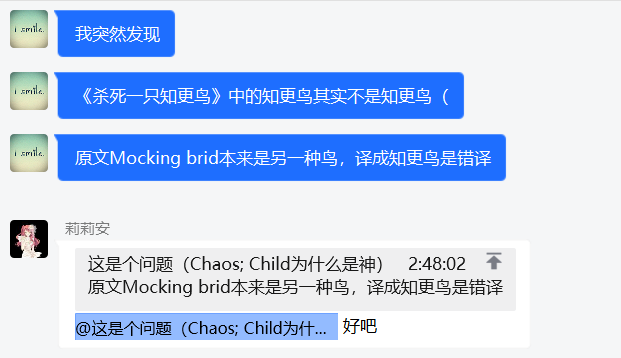 I smile.
我突然发现
I smile.
《杀死一只知更鸟》中的知更鸟其实不是知更鸟（
I smile.
原文Mocking brid本来是另一种鸟，译成知更鸟是错译
莉莉安
这是个问题（Chaos; Child为什么是神） 2:48:02
原文Mocking brid本来是另一种鸟，译成知更鸟是错译
@这是个问题（Chaos; Child为什... 好吧